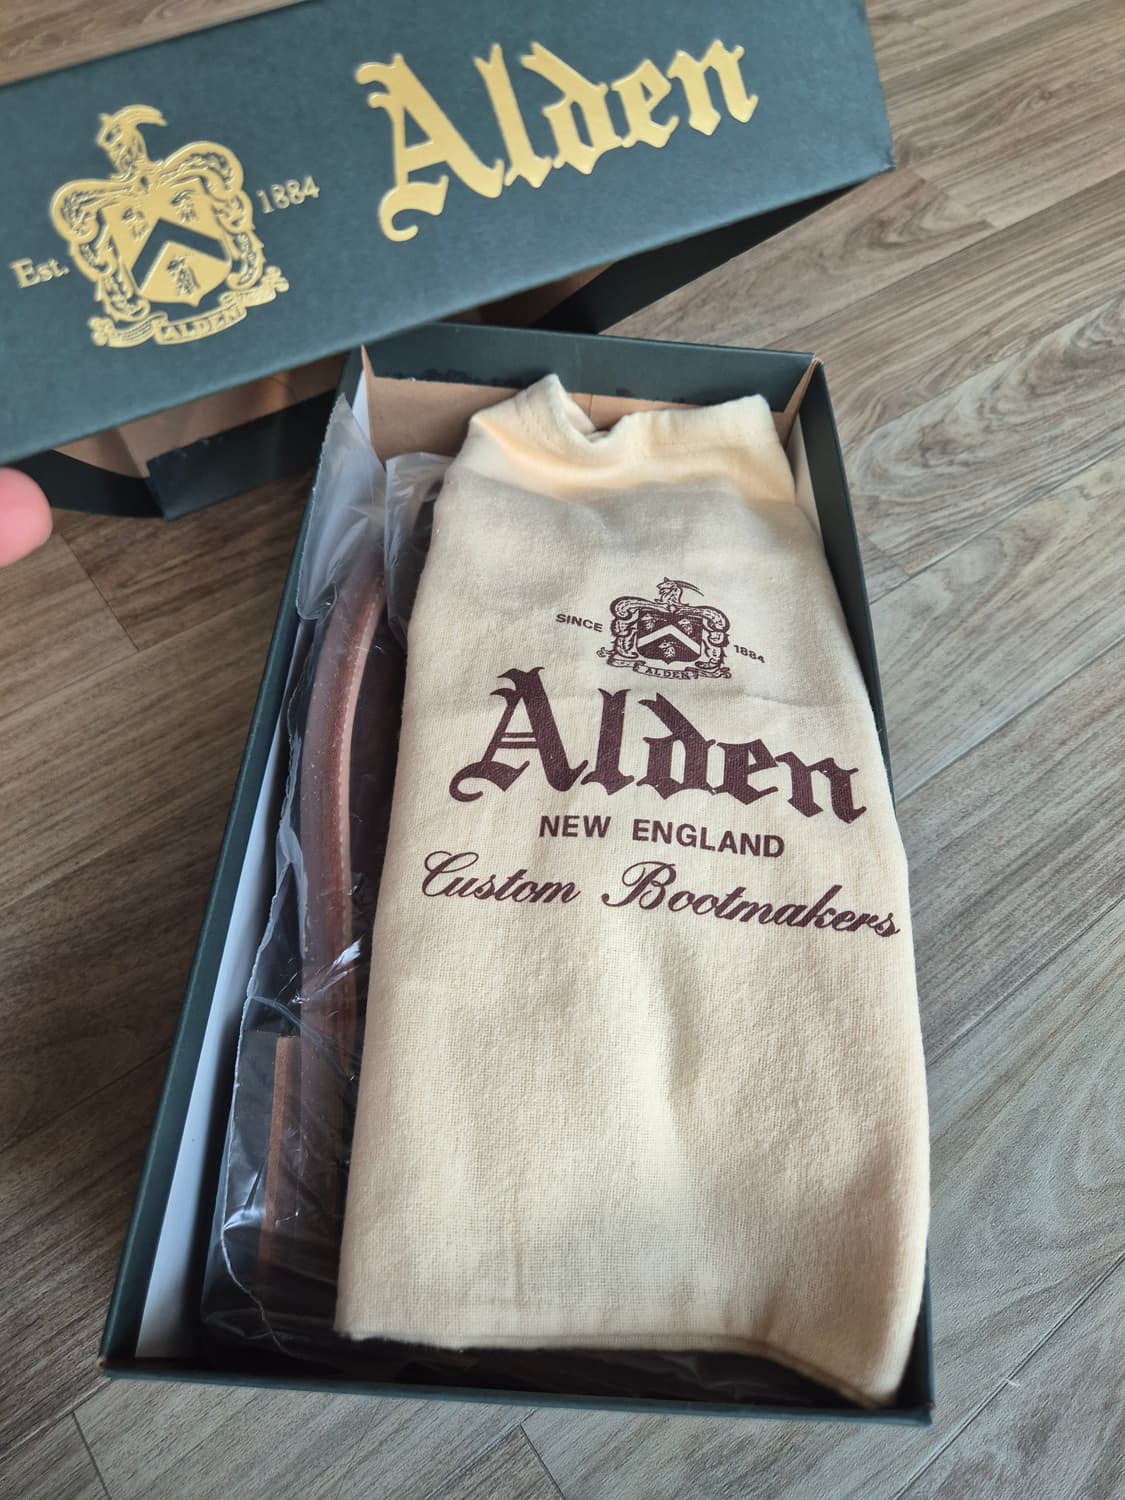 Alden
Est. 1884
ALDEN
SINCE 1884
ALDEN
Alden
NEW ENGLAND
Custom Bootmakers